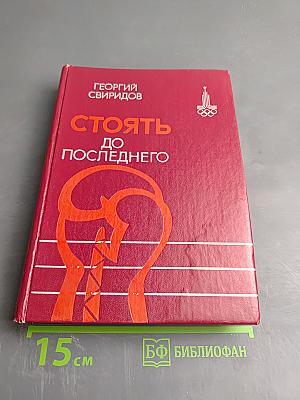 ГЕОРГИЙ
СВИРИДОВ
СТОЯТЬ
ДО
ПОСЛЕДНЕГО
15 см
БФ БИБЛИОФАН